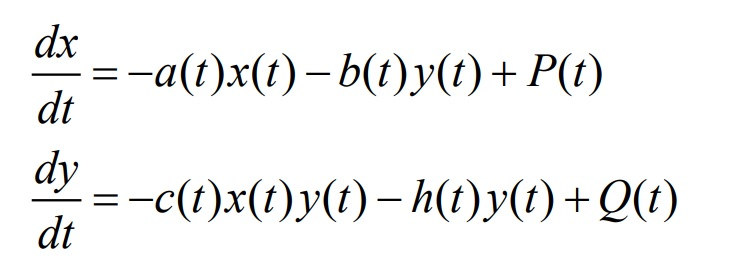 dx/dt = −a(t)x(t) − b(t)y(t) + P(t)
dy/dt = −c(t)x(t)y(t) − h(t)y(t) + Q(t)